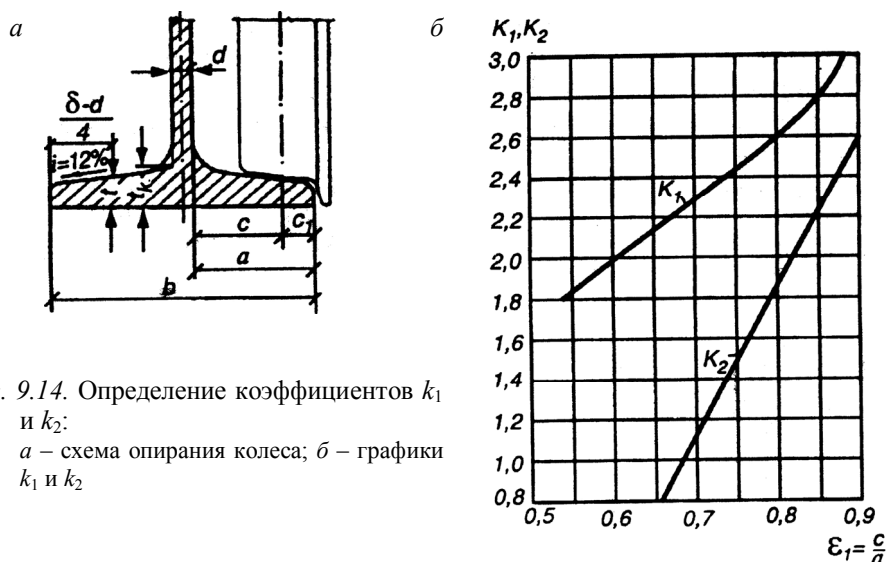 а
d
δ-d
4
i=12%
t
c
c₁
a
b
. 9.14. Определение коэффициентов k₁
и k₂:
а – схема опирания колеса; б – графики
k₁ и k₂
б
K₁,K₂
3,0
2,8
2,6
2,4
2,2
2,0
1,8
1,6
1,4
1,2
1,0
0,8
K₁
K₂
0,5 0,6 0,7 0,8 0,9
ε₁= c/a